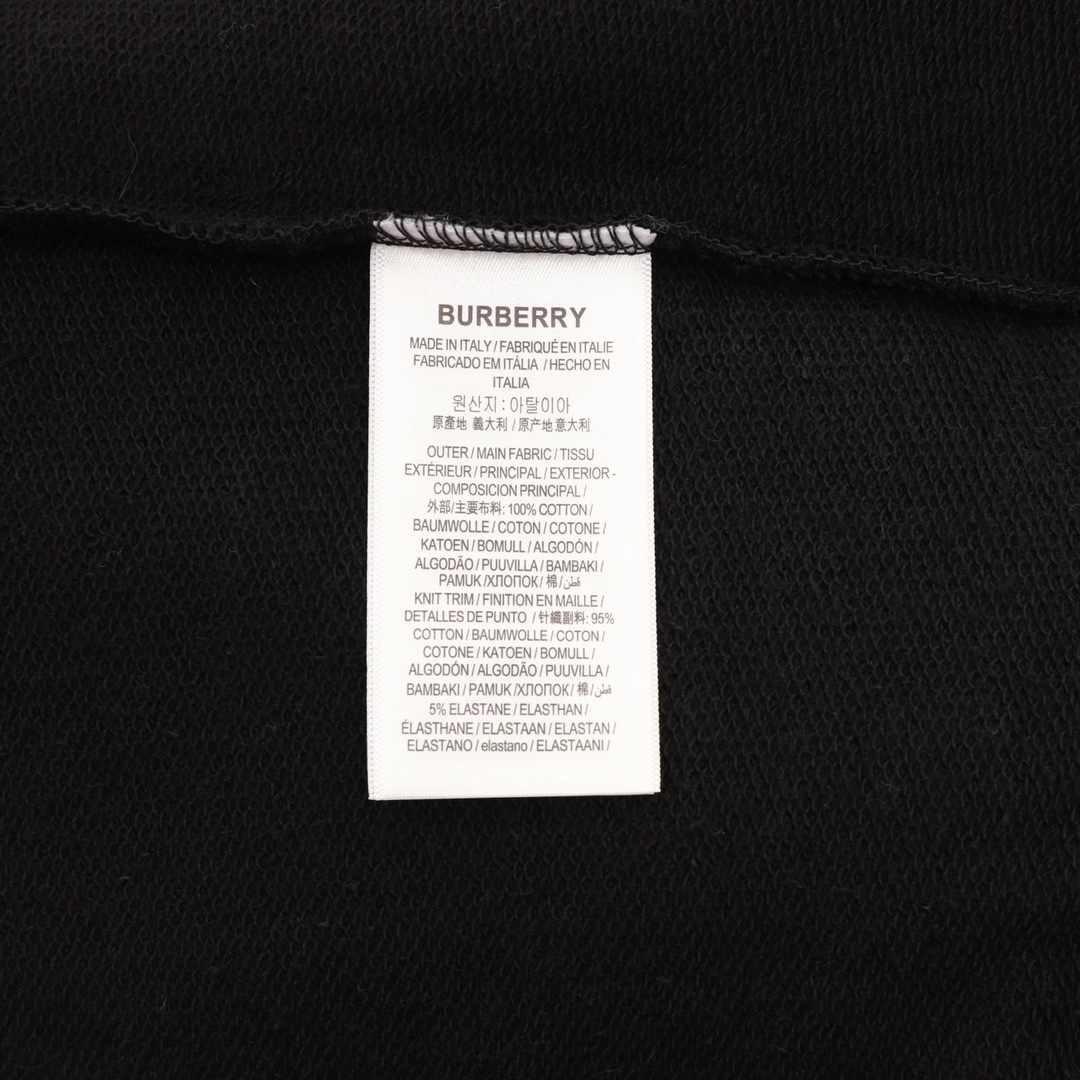 BURBERRY
MADE IN ITALY / FABRIQUÉ EN ITALIE
FABRICADO EM ITÁLIA / HECHO EN
ITALIA
원산지 : 아탈이아
原產地 義大利 / 原产地意大利
OUTER / MAIN FABRIC / TISSU
EXTÉRIEUR / PRINCIPAL / EXTERIOR -
COMPOSICION PRINCIPAL /
外部/主要布料: 100% COTTON /
BAUMWOLLE / COTON / COTONE /
KATOEN / BOMULL / ALGODÓN /
ALGODÃO / PUUVILLA / BAMBAKI /
PAMUK /ХЛОПОК/ 棉/قطن
KNIT TRIM / FINITION EN MAILLE /
DETALLES DE PUNTO / 针織副料: 95%
COTTON / BAUMWOLLE / COTON /
COTONE / KATOEN / BOMULL /
ALGODÓN / ALGODÃO / PUUVILLA /
BAMBAKI / PAMUK /ХЛОПОК/ 棉/قطن
5% ELASTANE / ELASTHAN /
ÉLASTHANE / ELASTAAN / ELASTAN /
ELASTANO / elastano / ELASTAANI /